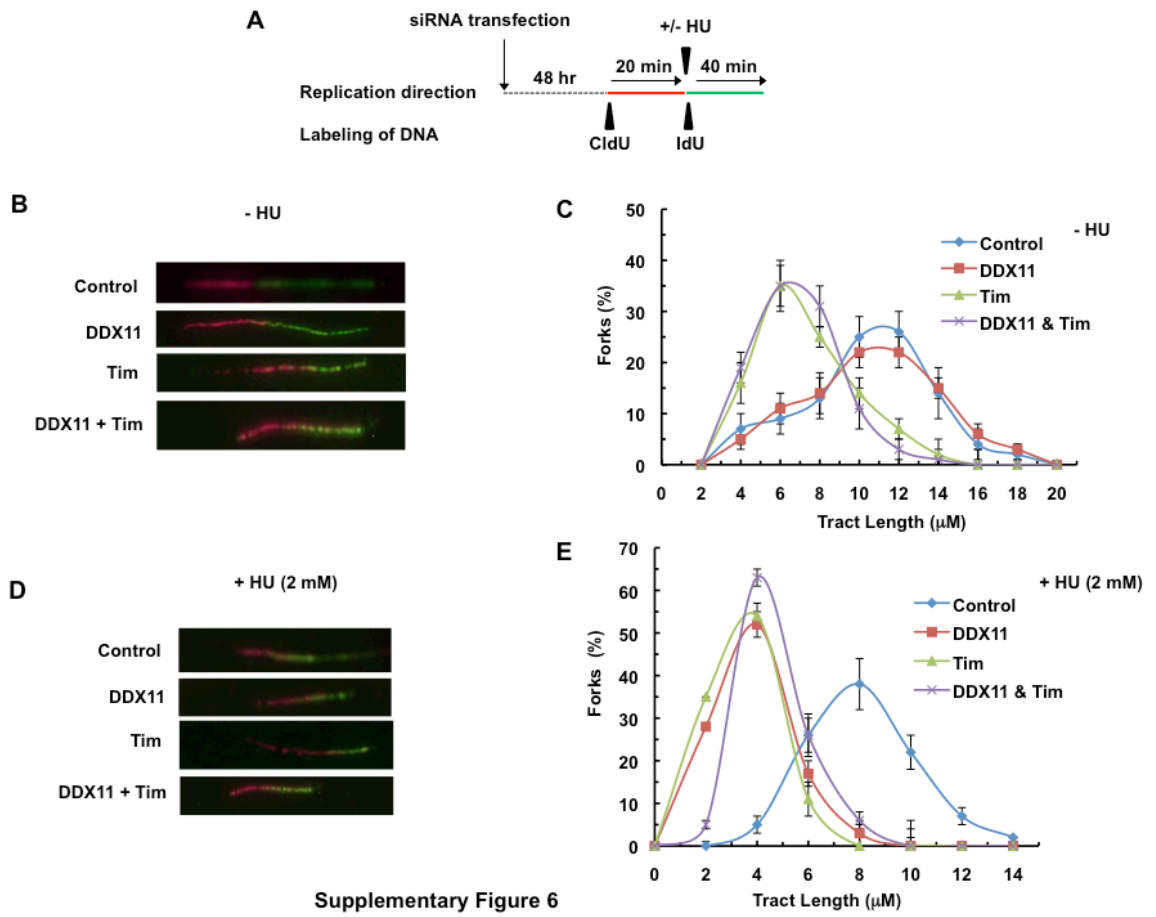 A
siRNA transfection
+/- HU
48 hr
20 min
40 min
Replication direction
Labeling of DNA
CldU
IdU
B
- HU
Control
DDX11
Tim
DDX11 + Tim
C
- HU
Control
DDX11
Tim
DDX11 & Tim
Forks (%)
50
40
30
20
10
0
0 2 4 6 8 10 12 14 16 18 20
Tract Length (μM)
D
+ HU (2 mM)
Control
DDX11
Tim
DDX11 + Tim
E
+ HU (2 mM)
Control
DDX11
Tim
DDX11 & Tim
Forks (%)
70
60
50
40
30
20
10
0
0 2 4 6 8 10 12 14
Tract Length (μM)
Supplementary Figure 6